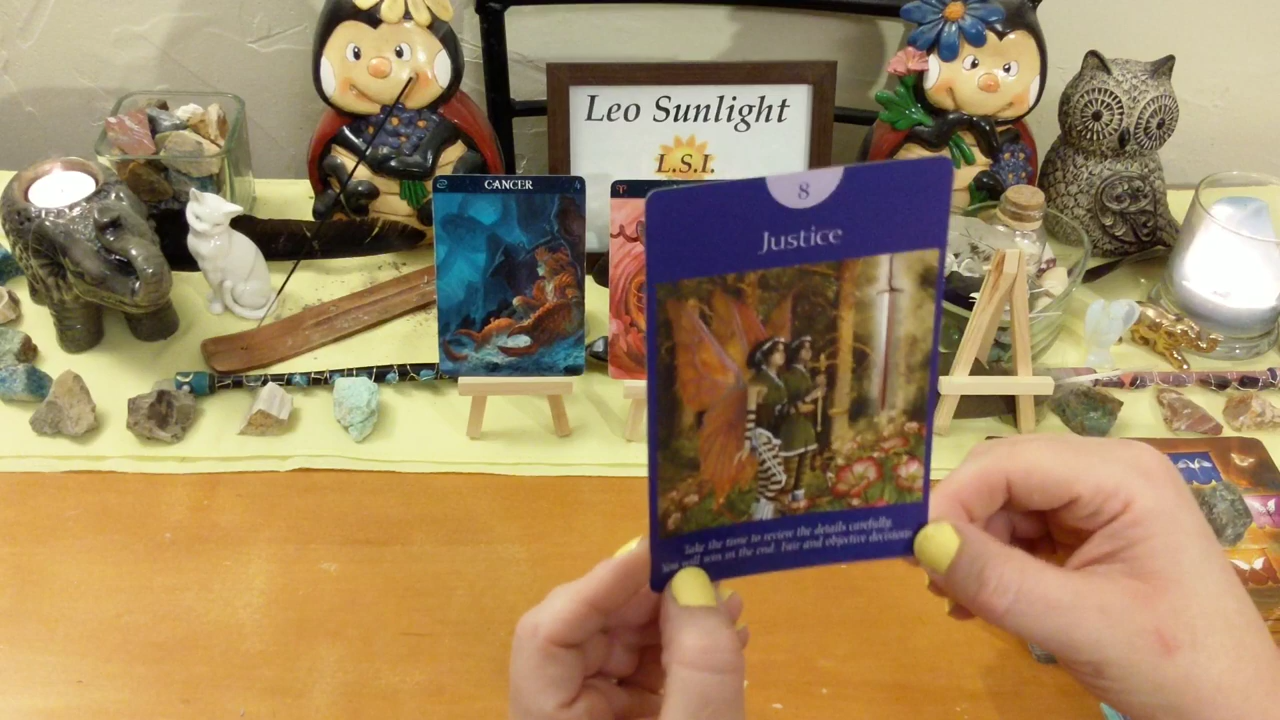 Leo Sunlight
L.S.I.
CANCER
8
Justice
Take the time to review the details carefully.
You will win in the end. Fair and objective decisions